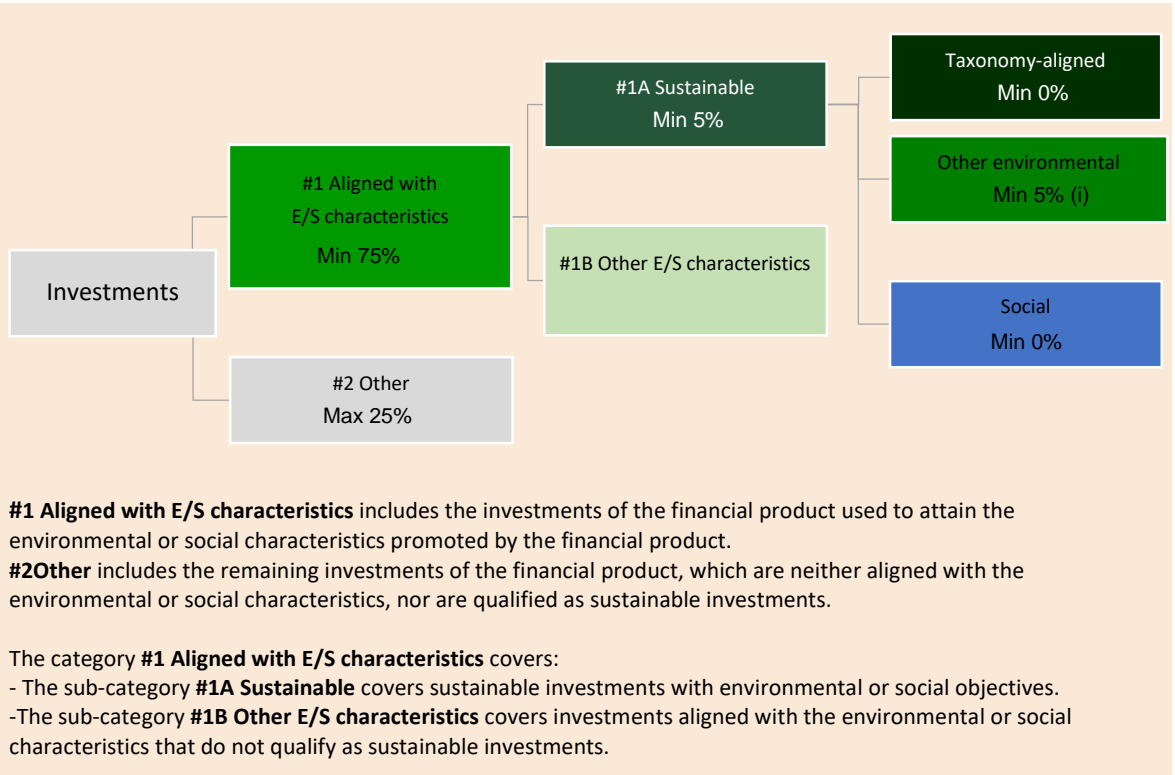 Investments
#1 Aligned with
E/S characteristics
Min 75%
#2 Other
Max 25%
#1A Sustainable
Min 5%
#1B Other E/S characteristics
Taxonomy-aligned
Min 0%
Other environmental
Min 5% (i)
Social
Min 0%
#1 Aligned with E/S characteristics includes the investments of the financial product used to attain the
environmental or social characteristics promoted by the financial product.
#2Other includes the remaining investments of the financial product, which are neither aligned with the
environmental or social characteristics, nor are qualified as sustainable investments.
The category #1 Aligned with E/S characteristics covers:
- The sub-category #1A Sustainable covers sustainable investments with environmental or social objectives.
-The sub-category #1B Other E/S characteristics covers investments aligned with the environmental or social
characteristics that do not qualify as sustainable investments.